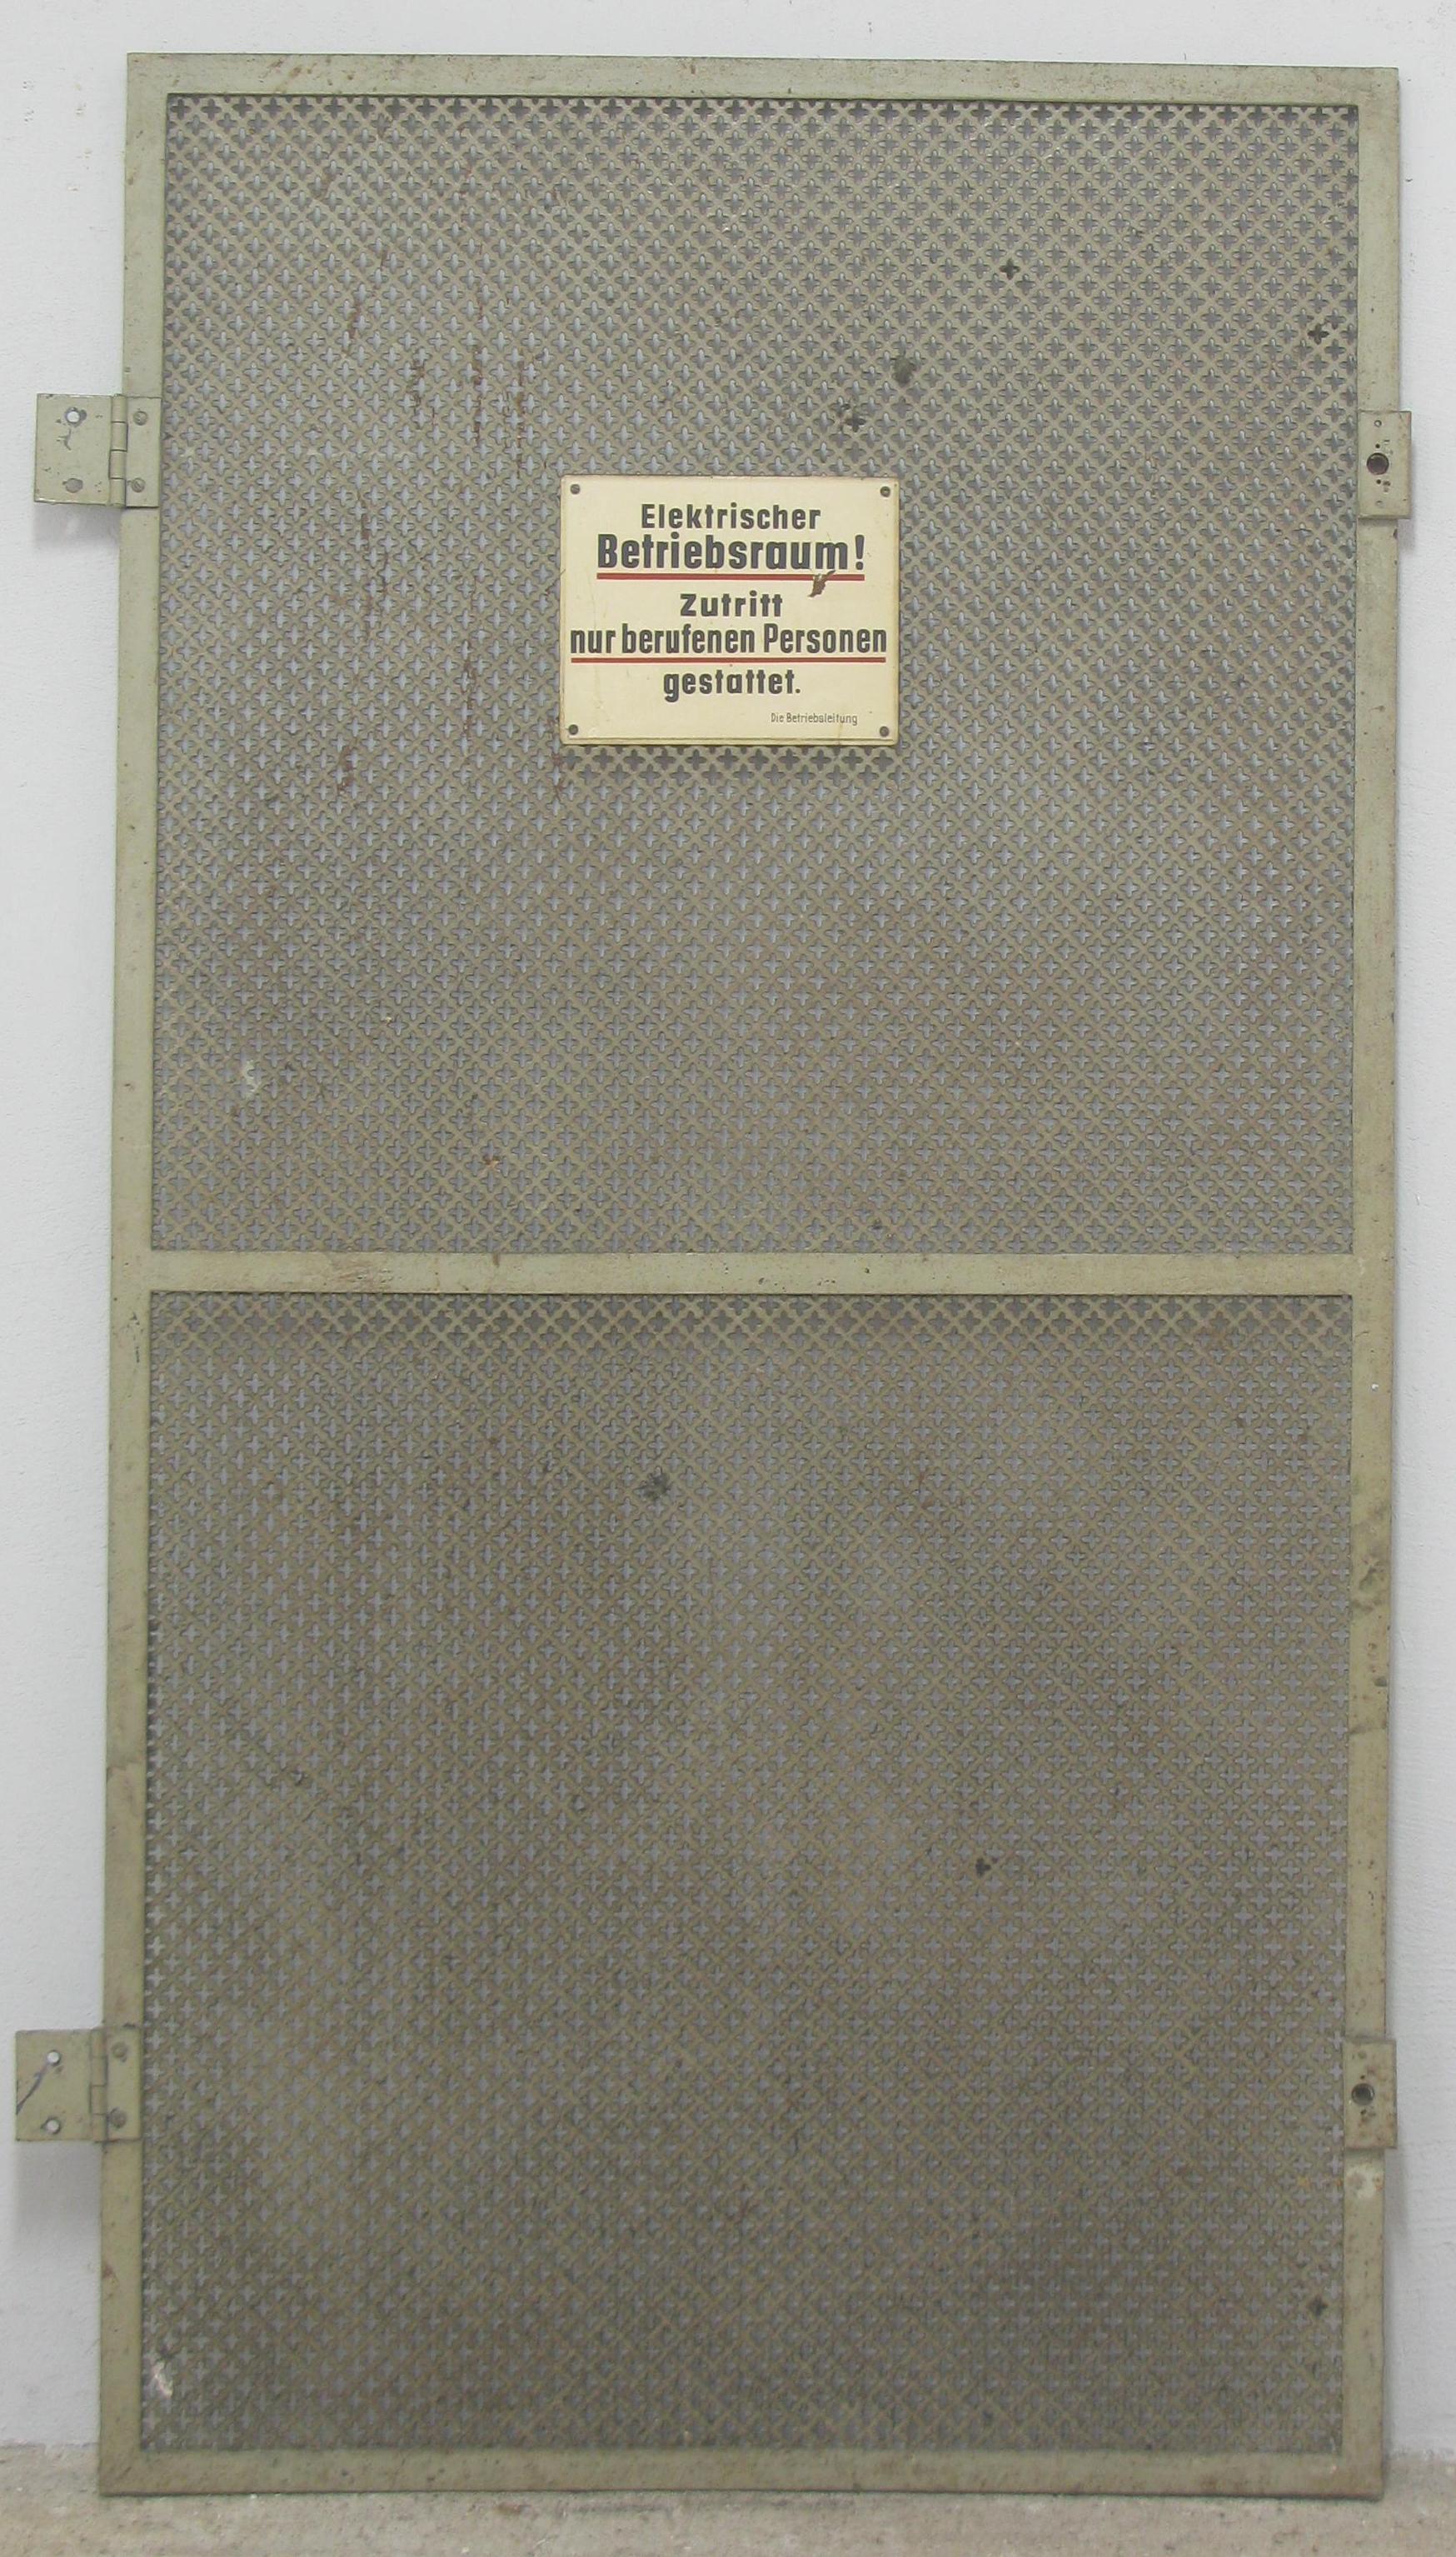 Elektrischer
Betriebsraum!
Zutritt
nur berufenen Personen
gestattet.
Die Betriebsleitung